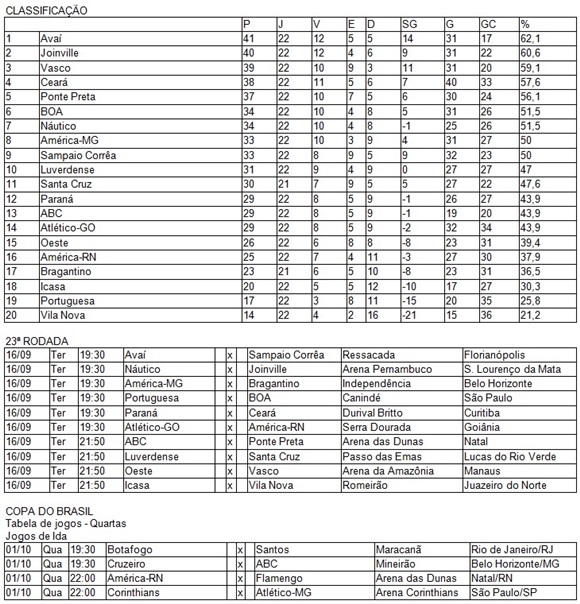 CLASSIFICAÇÃO
P J V E D SG G GC %
1 Avaí 41 22 12 5 5 14 31 17 62,1
2 Joinville 40 22 12 4 6 9 31 22 60,6
3 Vasco 39 22 10 9 3 11 31 20 59,1
4 Ceará 38 22 11 5 6 7 40 33 57,6
5 Ponte Preta 37 22 10 7 5 6 30 24 56,1
6 BOA 34 22 10 4 8 5 31 26 51,5
7 Náutico 34 22 10 4 8 -1 25 26 51,5
8 América-MG 33 22 10 3 9 4 31 27 50
9 Sampaio Corrêa 33 22 8 9 5 9 32 23 50
10 Luverdense 31 22 9 4 9 0 27 27 47
11 Santa Cruz 30 21 7 9 5 5 27 22 47,6
12 Paraná 29 22 8 5 9 -1 26 27 43,9
13 ABC 29 22 8 5 9 -1 19 20 43,9
14 Atlético-GO 29 22 8 5 9 -2 32 34 43,9
15 Oeste 26 22 6 8 8 -8 23 31 39,4
16 América-RN 25 22 7 4 11 -3 27 30 37,9
17 Bragantino 23 21 6 5 10 -8 23 31 36,5
18 Icasa 20 22 5 5 12 -10 17 27 30,3
19 Portuguesa 17 22 3 8 11 -15 20 35 25,8
20 Vila Nova 14 22 4 2 16 -21 15 36 21,2
23ª RODADA
16/09 Ter 19:30 Avaí x Sampaio Corrêa Ressacada Florianópolis
16/09 Ter 19:30 Náutico x Joinville Arena Pernambuco S. Lourenço da Mata
16/09 Ter 19:30 América-MG x Bragantino Independência Belo Horizonte
16/09 Ter 19:30 Portuguesa x BOA Canindé São Paulo
16/09 Ter 19:30 Paraná x Ceará Durival Britto Curitiba
16/09 Ter 19:30 Atlético-GO x América-RN Serra Dourada Goiânia
16/09 Ter 21:50 ABC x Ponte Preta Arena das Dunas Natal
16/09 Ter 21:50 Luverdense x Santa Cruz Passo das Emas Lucas do Rio Verde
16/09 Ter 21:50 Oeste x Vasco Arena da Amazônia Manaus
16/09 Ter 21:50 Icasa x Vila Nova Romeirão Juazeiro do Norte
COPA DO BRASIL
Tabela de jogos - Quartas
Jogos de Ida
01/10 Qua 19:30 Botafogo x Santos Maracanã Rio de Janeiro/RJ
01/10 Qua 19:30 Cruzeiro x ABC Mineirão Belo Horizonte/MG
01/10 Qua 22:00 América-RN x Flamengo Arena das Dunas Natal/RN
01/10 Qua 22:00 Corinthians x Atlético-MG Arena Corinthians São Paulo/SP